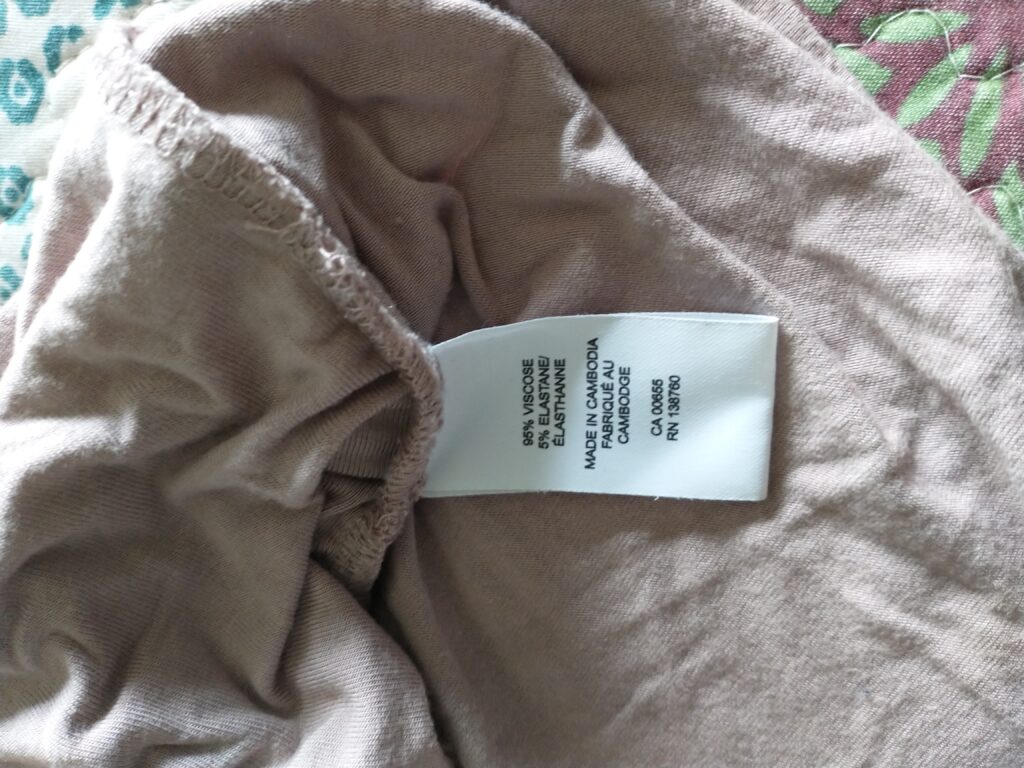 95% VISCOSE
5% ELASTANE/
ÉLASTHANNE
MADE IN CAMBODIA
FABRIQUÉ AU
CAMBODGE
CA 00655
RN 138760